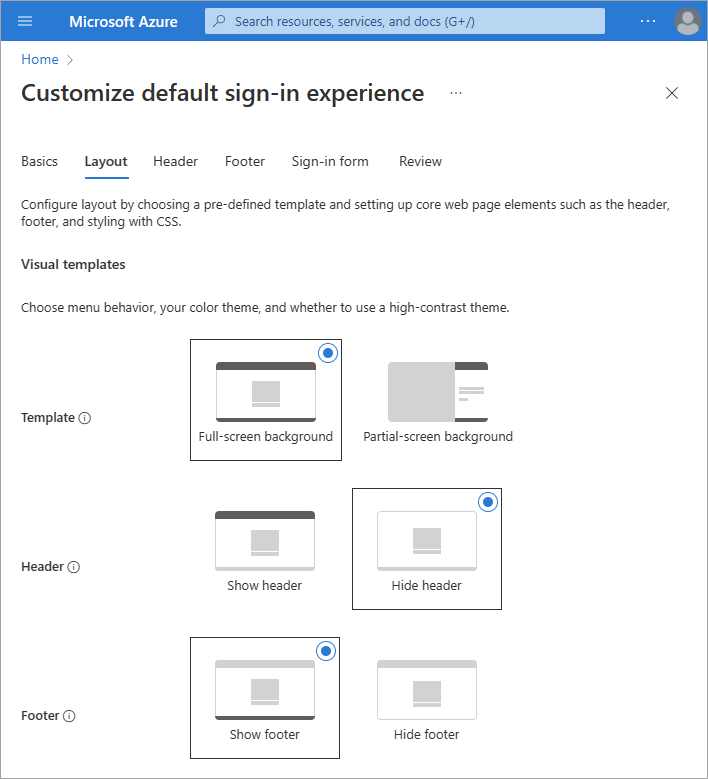 Microsoft Azure
Search resources, services, and docs (G+/)
Home
Customize default sign-in experience
Basics Layout Header Footer Sign-in form Review
Configure layout by choosing a pre-defined template and setting up core web page elements such as the header,
footer, and styling with CSS.
Visual templates
Choose menu behavior, your color theme, and whether to use a high-contrast theme.
Template
Full-screen background Partial-screen background
Header
Show header Hide header
Footer
Show footer Hide footer